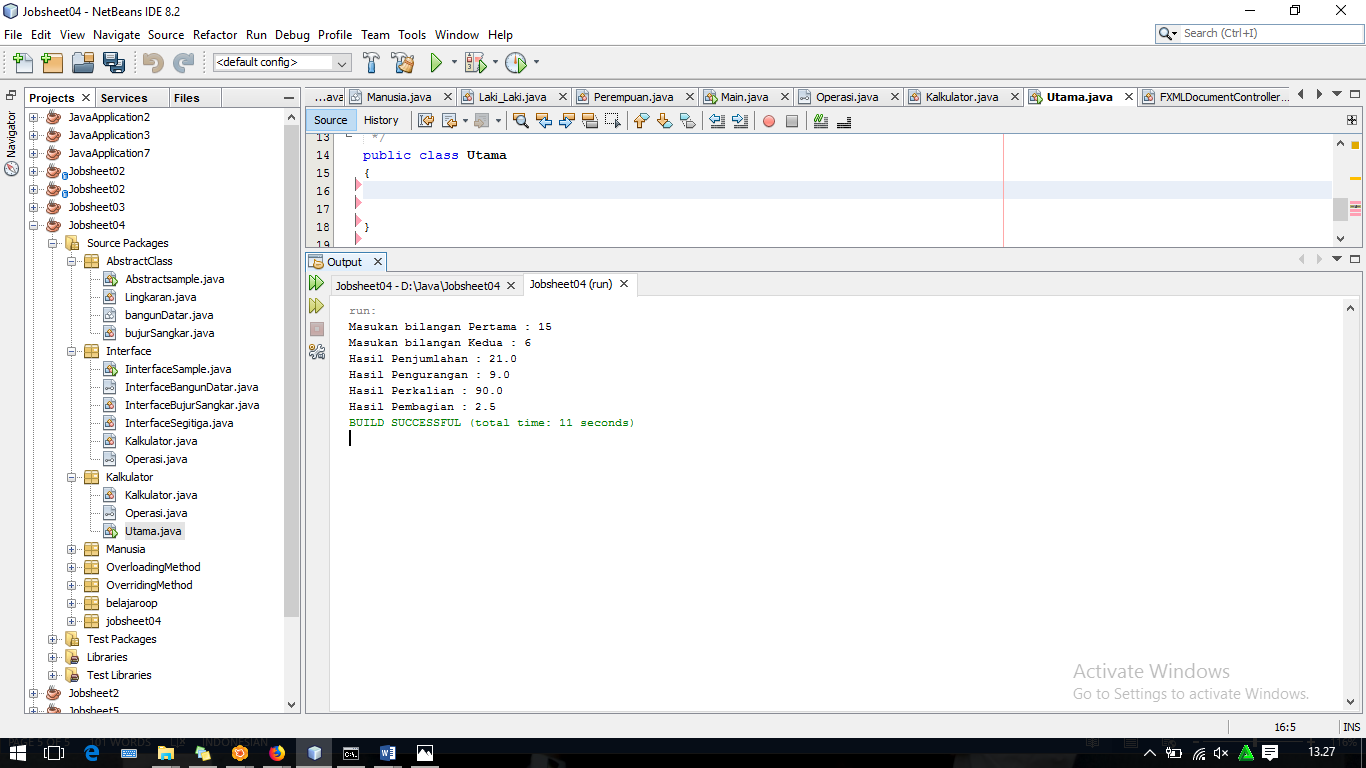 Jobsheet04 - NetBeans IDE 8.2
File Edit View Navigate Source Refactor Run Debug Profile Team Tools Window Help
Search (Ctrl+I)
<default config>
Projects Services Files
...ava Manusia.java Laki_Laki.java Perempuan.java Main.java Operasi.java Kalkulator.java Utama.java FXMLDocumentController...
Navigator
Source History
JavaApplication2
JavaApplication3
JavaApplication7
Jobsheet02
Jobsheet02
Jobsheet03
Jobsheet04
Source Packages
AbstractClass
Abstractsample.java
Lingkaran.java
bangunDatar.java
bujurSangkar.java
Interface
IinterfaceSample.java
InterfaceBangunDatar.java
InterfaceBujurSangkar.java
InterfaceSegitiga.java
Kalkulator.java
Operasi.java
Kalkulator
Kalkulator.java
Operasi.java
Utama.java
Manusia
OverloadingMethod
OverridingMethod
belajaroop
jobsheet04
Test Packages
Libraries
Test Libraries
Jobsheet2
Jobsheet5
13 */
14 public class Utama
15 {
16
17
18 }
19
Output
Jobsheet04 - D:\Java\Jobsheet04 Jobsheet04 (run)
run:
Masukan bilangan Pertama : 15
Masukan bilangan Kedua : 6
Hasil Penjumlahan : 21.0
Hasil Pengurangan : 9.0
Hasil Perkalian : 90.0
Hasil Pembagian : 2.5
BUILD SUCCESSFUL (total time: 11 seconds)
Activate Windows
Go to Settings to activate Windows.
16:5 INS
PAGE 5 OF 5 101 WORDS INDONESIAN
13.27